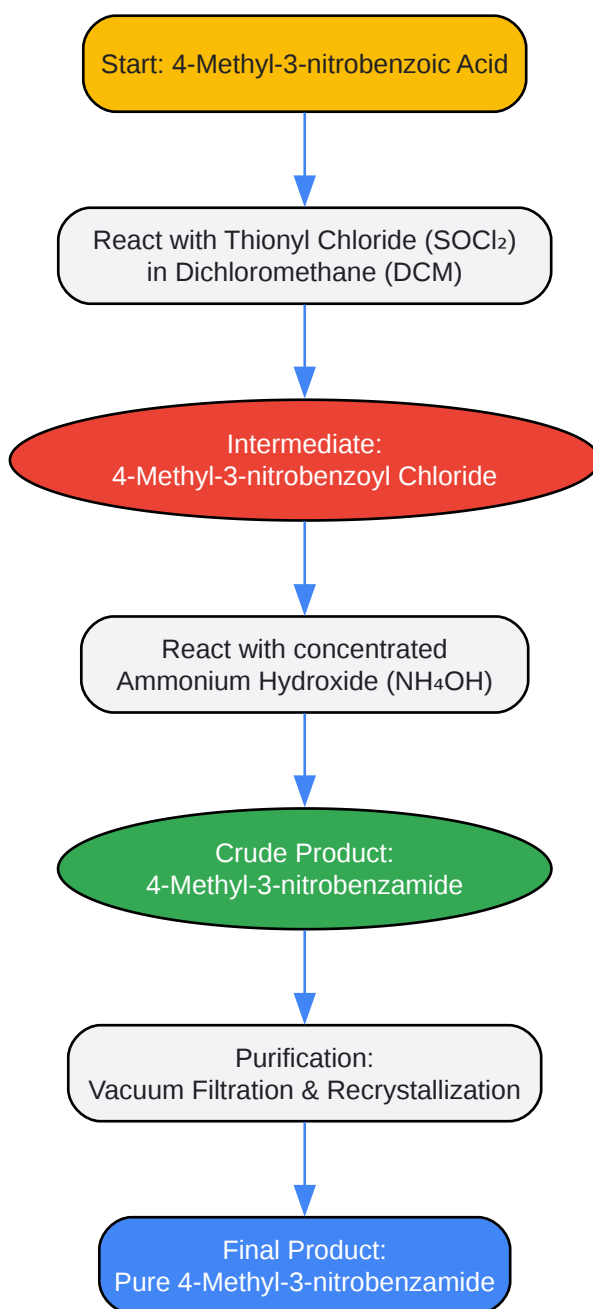 Start: 4-Methyl-3-nitrobenzoic Acid
React with Thionyl Chloride (SOCl₂)
in Dichloromethane (DCM)
Intermediate:
4-Methyl-3-nitrobenzoyl Chloride
React with concentrated
Ammonium Hydroxide (NH₄OH)
Crude Product:
4-Methyl-3-nitrobenzamide
Purification:
Vacuum Filtration & Recrystallization
Final Product:
Pure 4-Methyl-3-nitrobenzamide